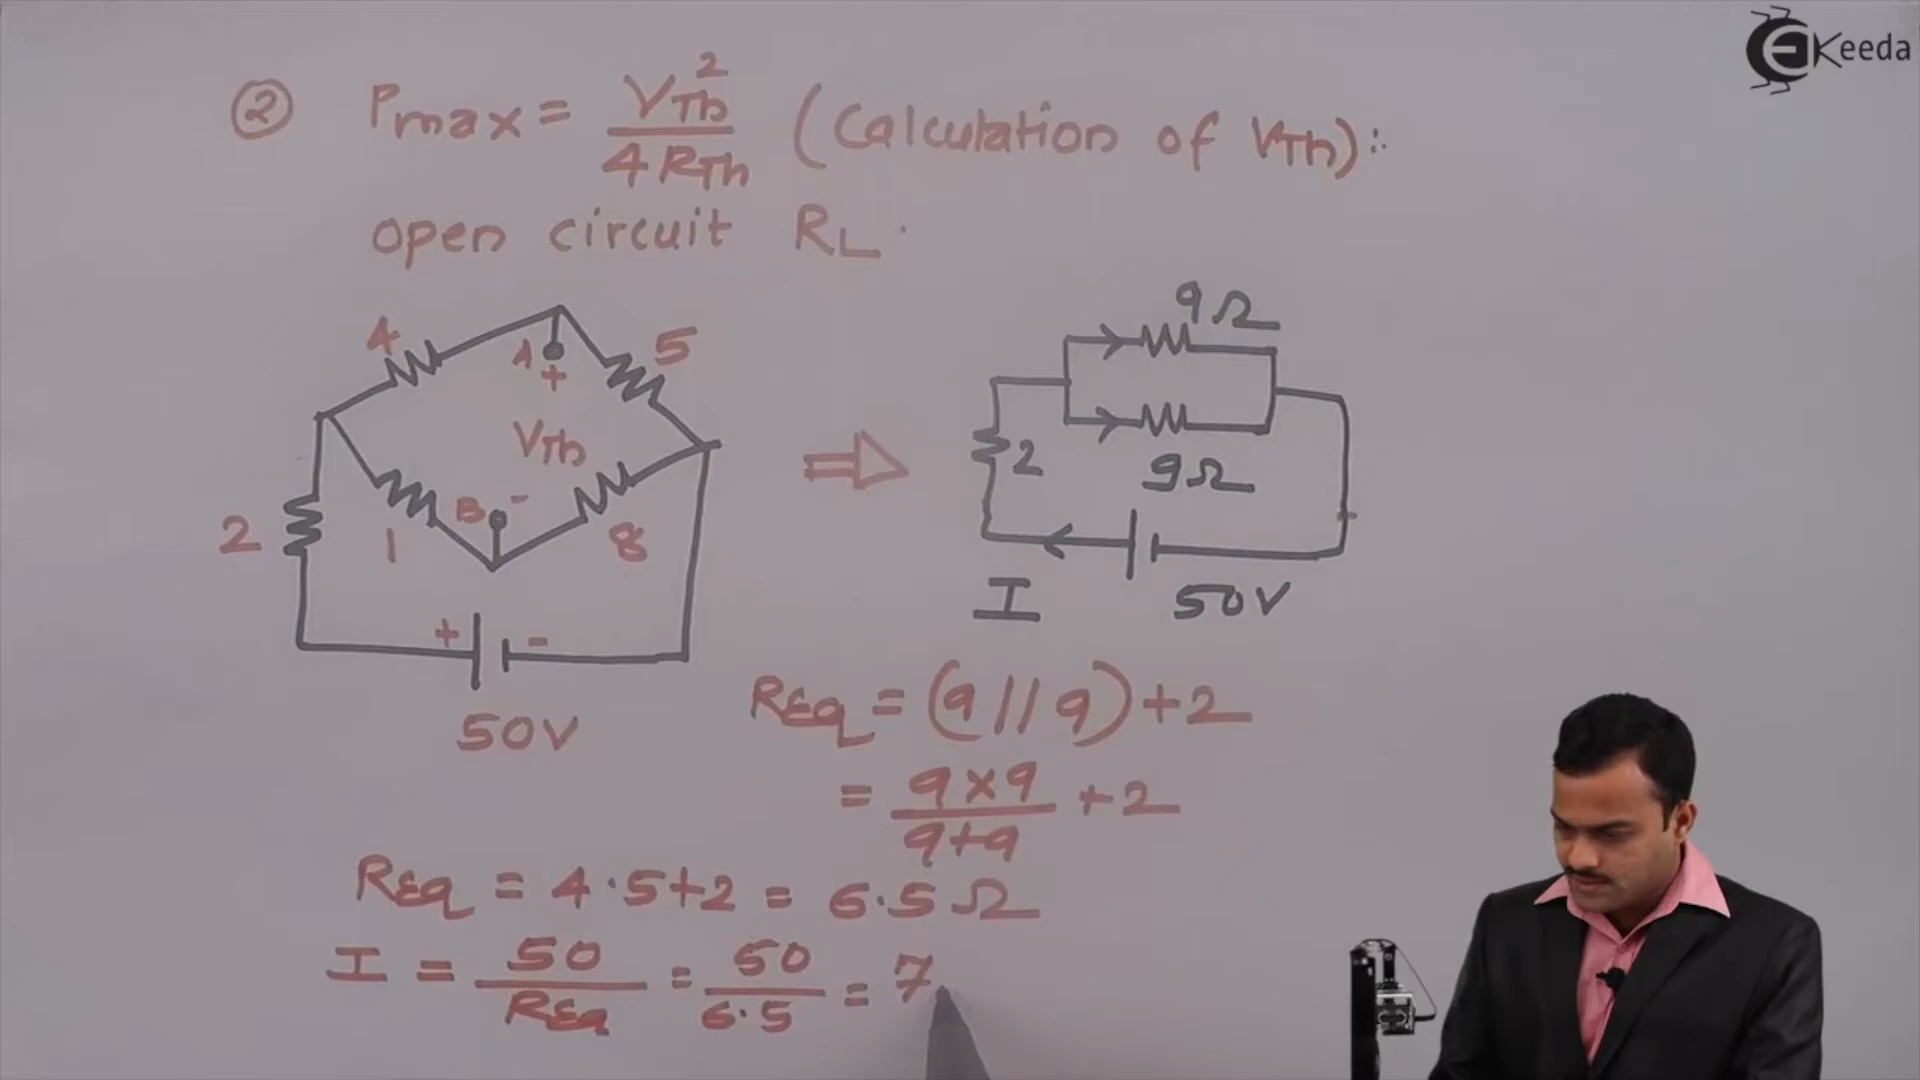 EKeeda
② Pmax = VTh² / 4RTh (Calculation of VTh):
open circuit RL.
4
A
+
5
VTh
B
-
2
1
8
+
-
50V
9Ω
2
9Ω
I
50V
REq = (9 // 9) + 2
= 9×9 / 9+9 + 2
REq = 4.5+2 = 6.5 Ω
I = 50 / REq = 50 / 6.5 = 7